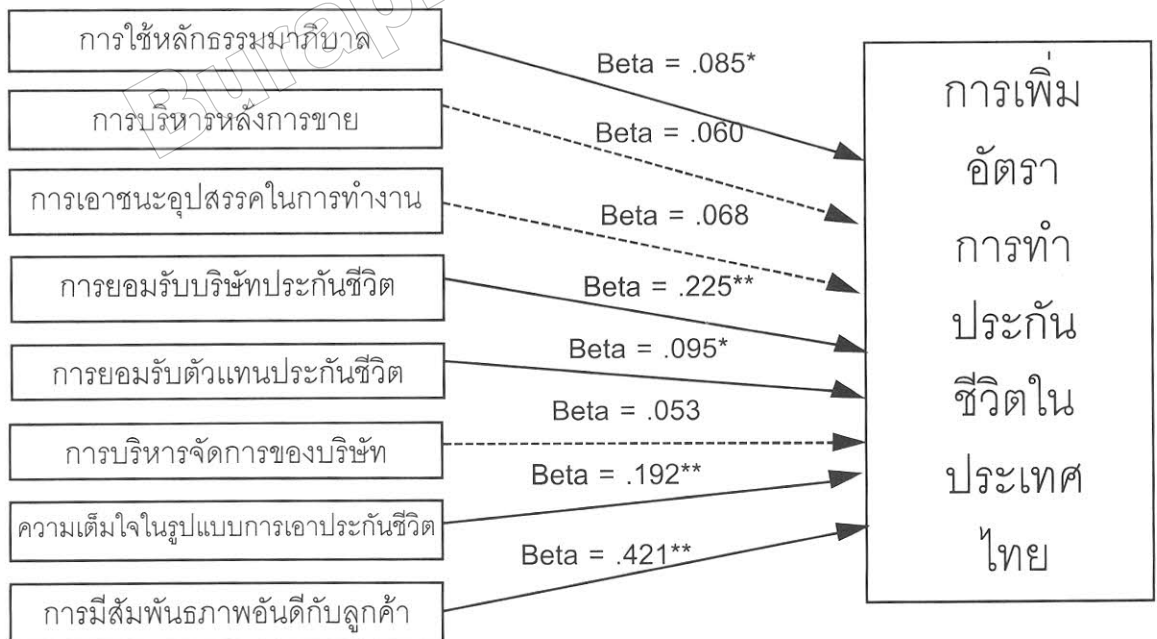 การใช้หลักธรรมมาภิบาล
การบริหารหลังการขาย
การเอาชนะอุปสรรคในการทำงาน
การยอมรับบริษัทประกันชีวิต
การยอมรับตัวแทนประกันชีวิต
การบริหารจัดการของบริษัท
ความเต็มใจในรูปแบบการเอาประกันชีวิต
การมีสัมพันธภาพอันดีกับลูกค้า
Beta = .085*
Beta = .060
Beta = .068
Beta = .225**
Beta = .095*
Beta = .053
Beta = .192**
Beta = .421**
การเพิ่ม
อัตรา
การทำ
ประกัน
ชีวิตใน
ประเทศ
ไทย